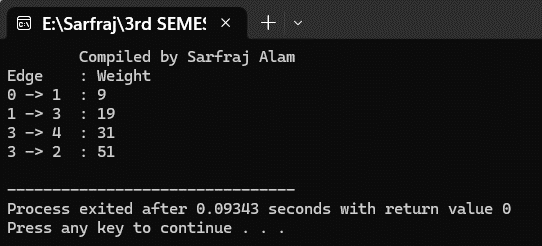 E:\Sarfraj\3rd SEMES
Compiled by Sarfraj Alam
Edge    : Weight
0 -> 1  : 9
1 -> 3  : 19
3 -> 4  : 31
3 -> 2  : 51
--------------------------------
Process exited after 0.09343 seconds with return value 0
Press any key to continue . . .